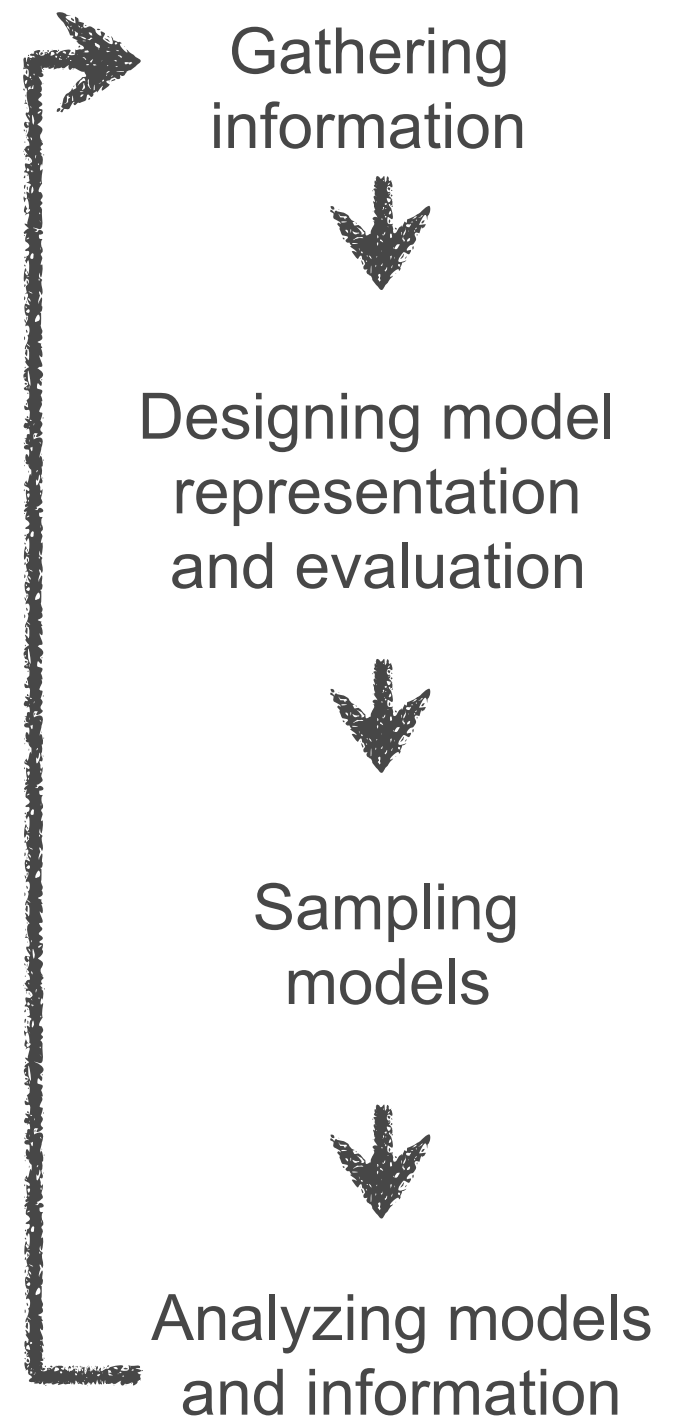 Gathering
information
Designing model
representation
and evaluation
Sampling
models
Analyzing models
and information